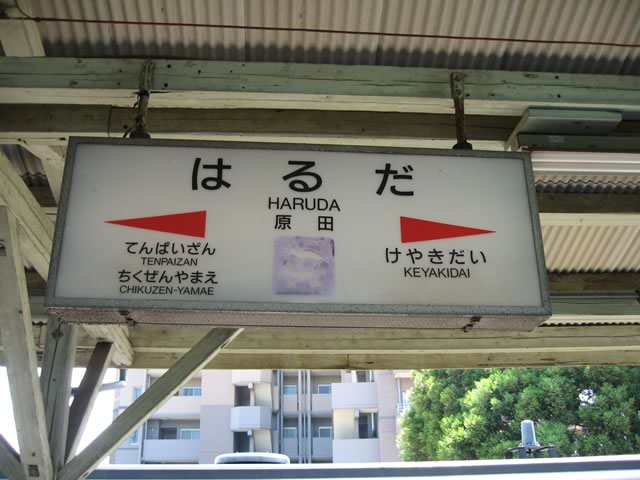 はるだ
HARUDA
原田
てんぱいざん
TENPAIZAN
ちくぜんやまえ
CHIKUZEN-YAMAE
けやきだい
KEYAKIDAI